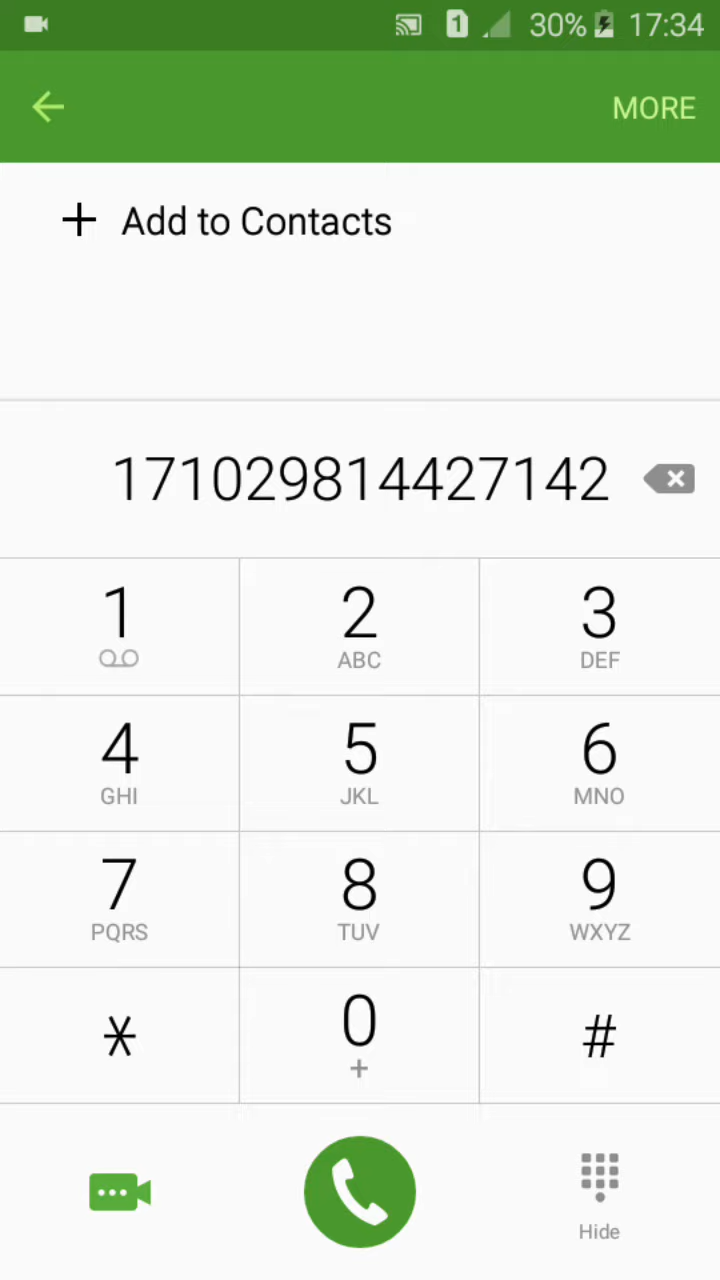 1 30% 17:34
MORE
+ Add to Contacts
171029814427142
1 2 3
ABC DEF
4 5 6
GHI JKL MNO
7 8 9
PQRS TUV WXYZ
* 0 #
+
Hide